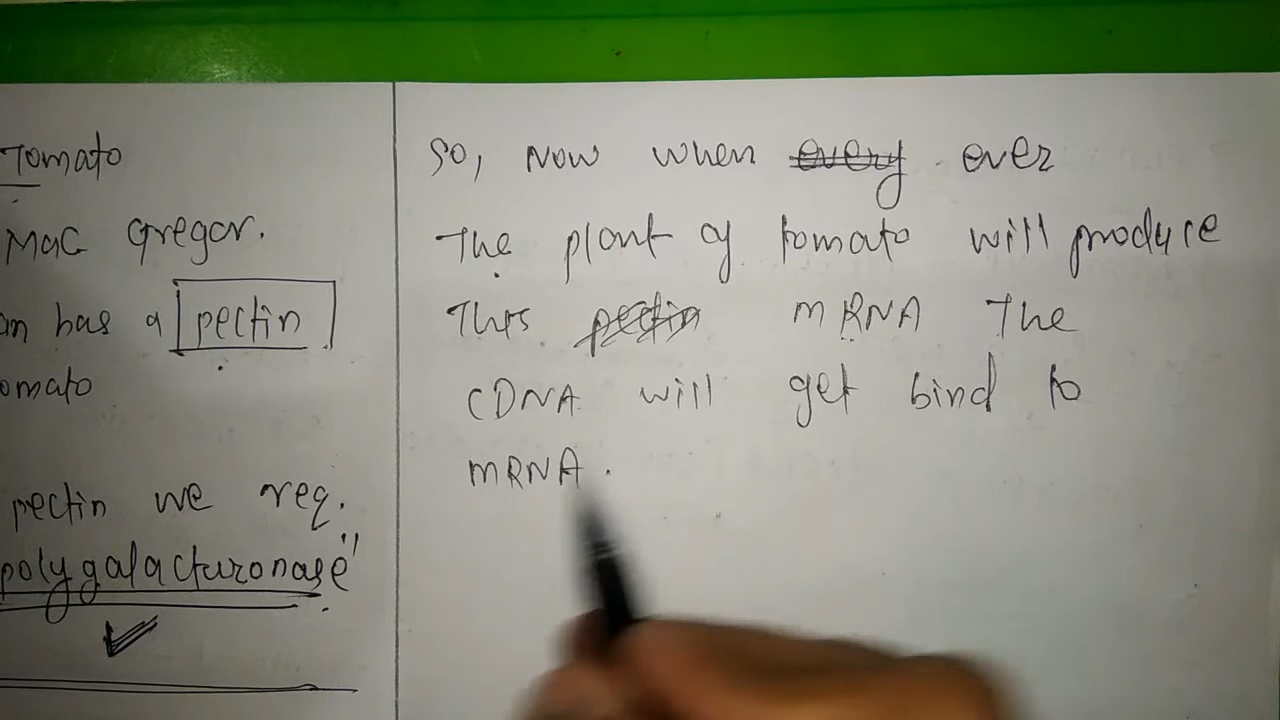 Tomato
Mac Gregor.
an has a pectin
omato
pectin we req.
polygalacturonase"
So, Now when every ever
The plant of tomato will produce
This pectin mRNA The
cDNA will get bind to
mRNA.